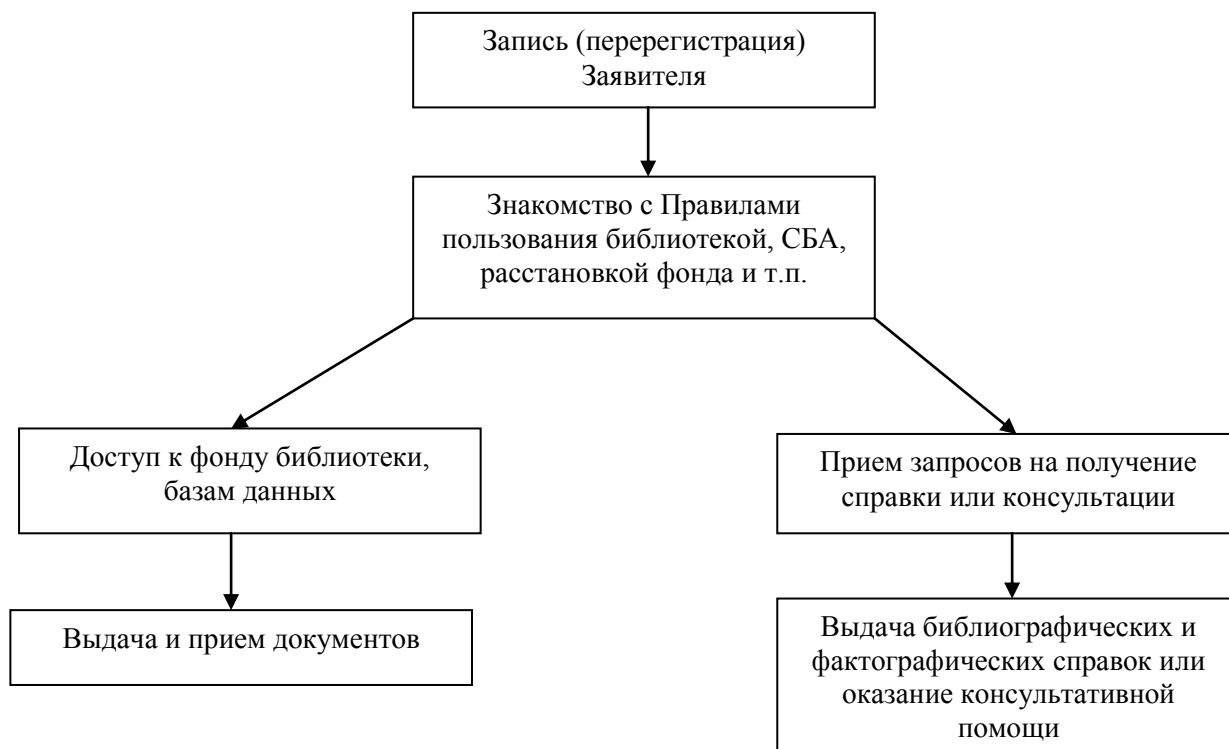 Запись (перерегистрация)
Заявителя
Знакомство с Правилами
пользования библиотекой, СБА,
расстановкой фонда и т.п.
Доступ к фонду библиотеки,
базам данных
Прием запросов на получение
справки или консультации
Выдача и прием документов
Выдача библиографических и
фактографических справок или
оказание консультативной
помощи